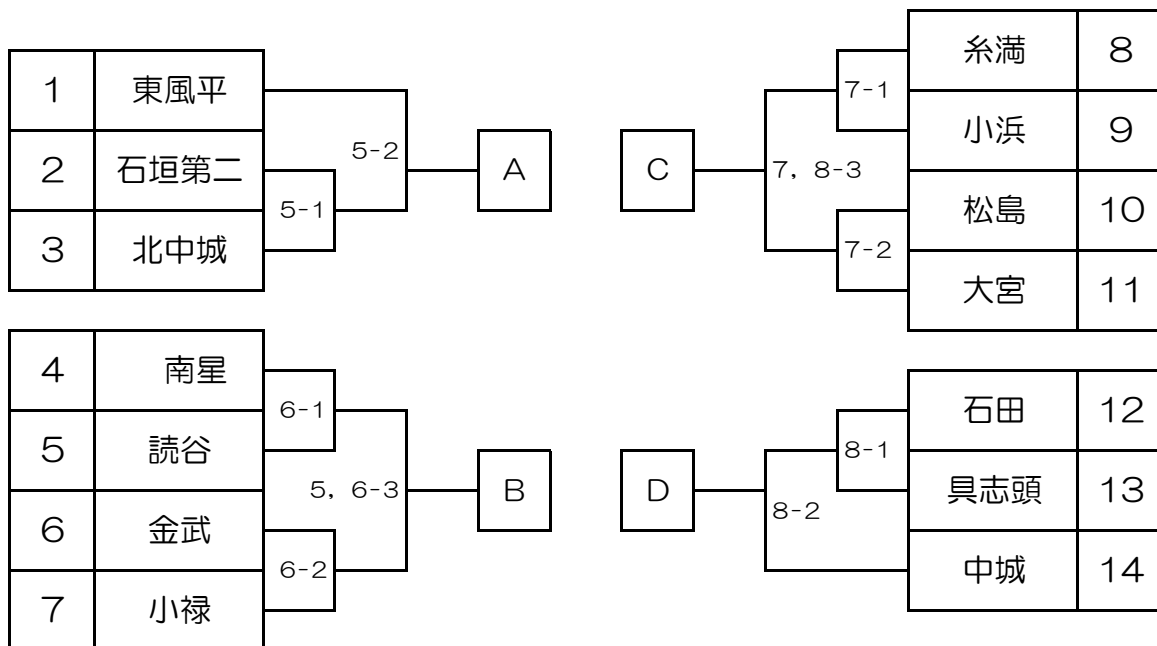 1 東風平
2 石垣第二
3 北中城
5-1
5-2
A
4 南星
5 読谷
6 金武
7 小禄
6-1
6-2
5, 6-3
B
糸満 8
小浜 9
松島 10
大宮 11
7-1
7-2
7, 8-3
C
石田 12
具志頭 13
中城 14
8-1
8-2
D